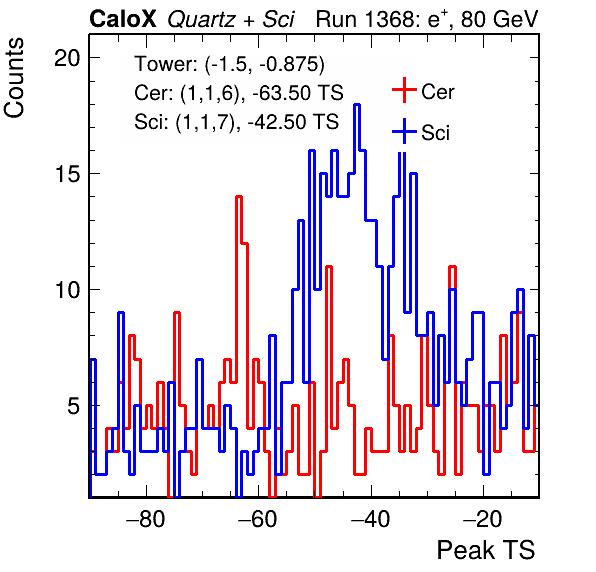 CaloX Quartz + Sci Run 1368: e⁺, 80 GeV
Counts
Tower: (-1.5, -0.875)
Cer: (1,1,6), -63.50 TS
Sci: (1,1,7), -42.50 TS
Cer
Sci
20
15
10
5
−80 −60 −40 −20
Peak TS